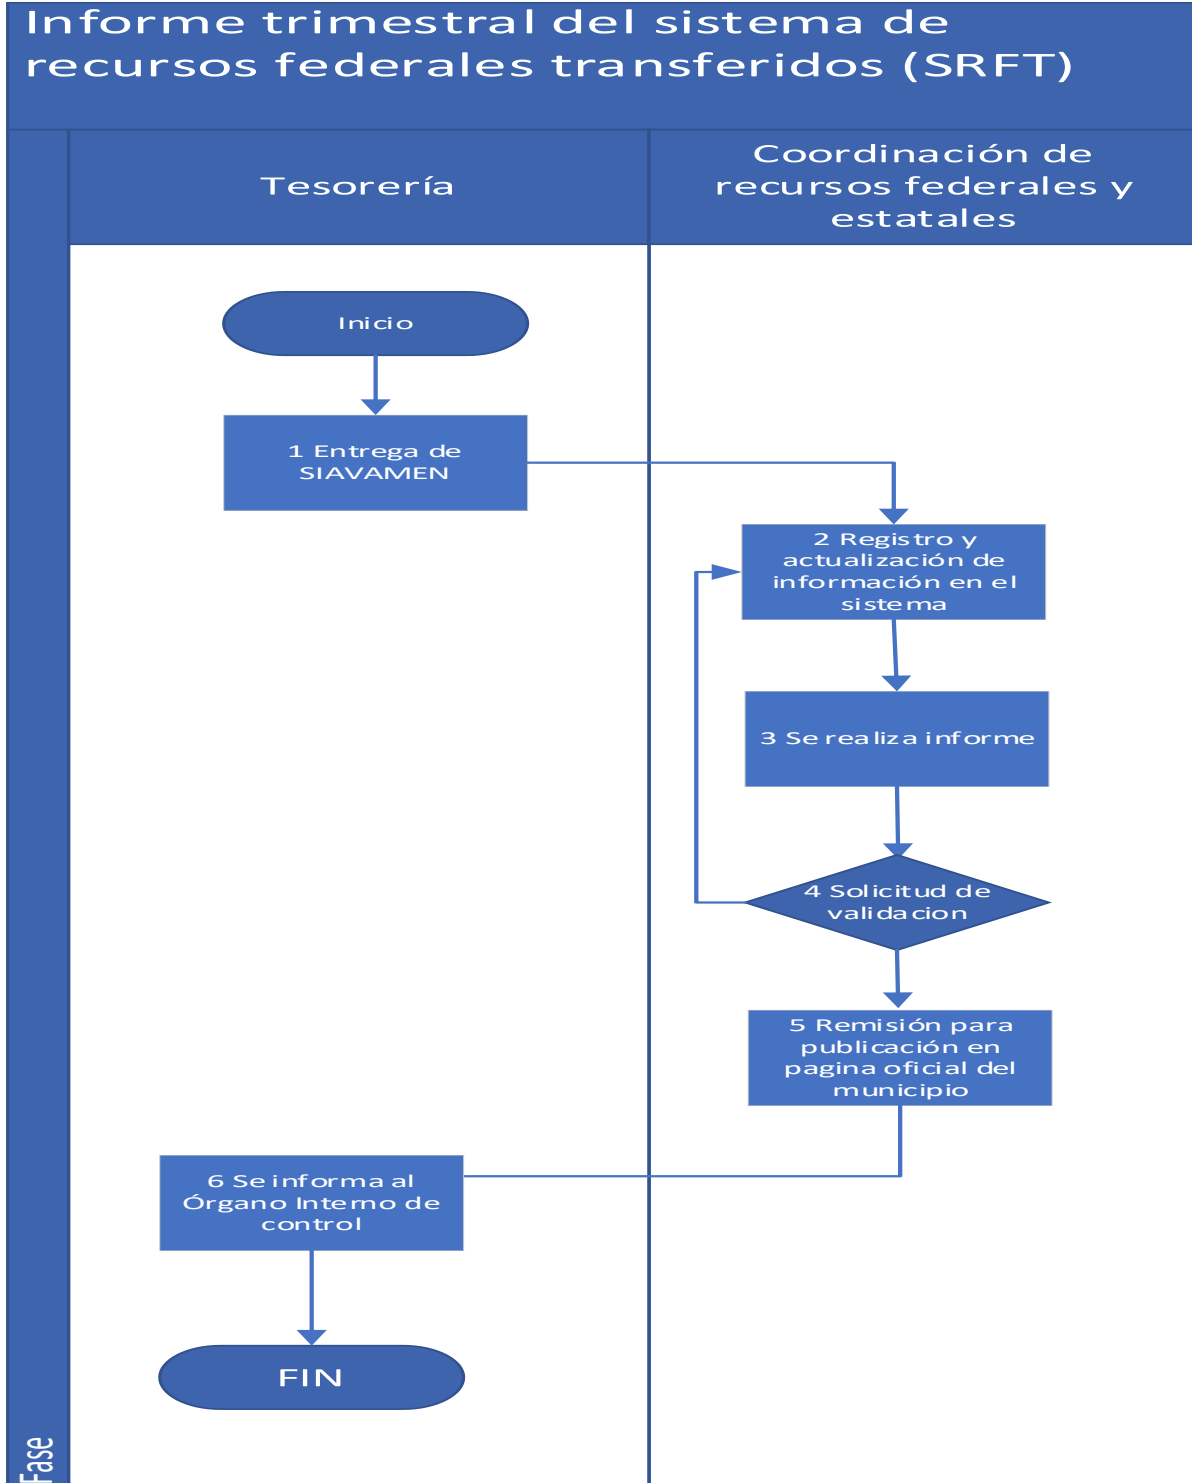 Informe trimestral del sistema de
recursos federales transferidos (SRFT)
Tesorería
Coordinación de
recursos federales y
estatales
Inicio
1 Entrega de
SIAVAMEN
2 Registro y
actualización de
información en el
sistema
3 Se realiza informe
4 Solicitud de
validacion
5 Remisión para
publicación en
pagina oficial del
municipio
6 Se informa al
Órgano Interno de
control
FIN
Fase